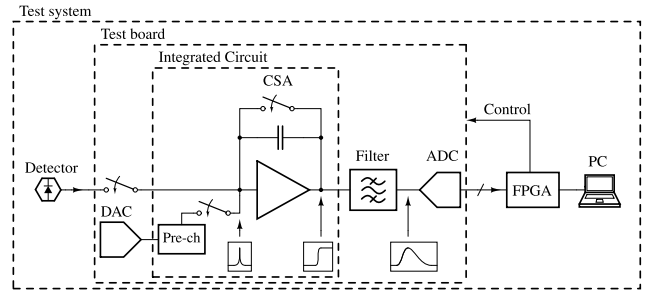 Test system
Test board
Integrated Circuit
CSA
Control
Detector
Filter
ADC
PC
FPGA
DAC
Pre-ch